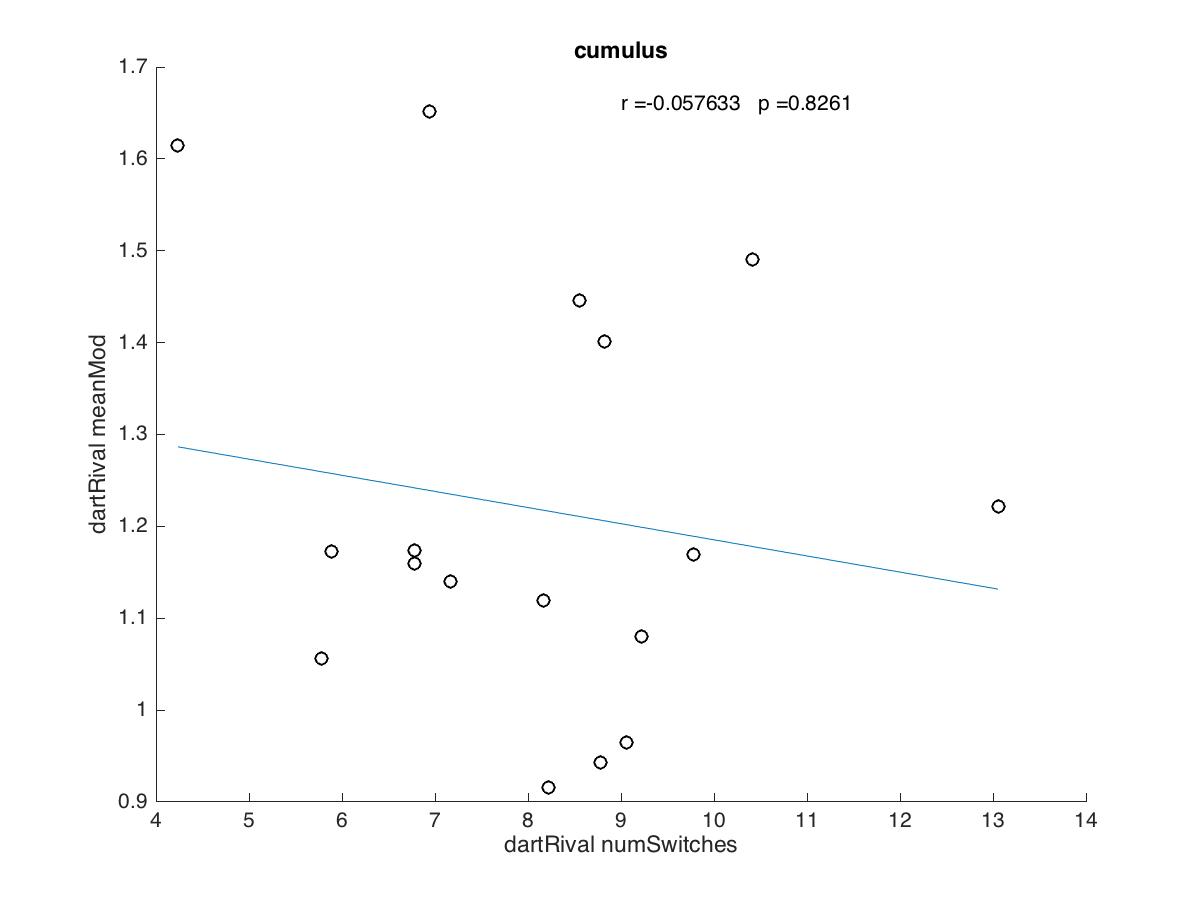 cumulus
r =-0.057633 p =0.8261
1.7
1.6
1.5
1.4
1.3
1.2
1.1
1
0.9
dartRival meanMod
4 5 6 7 8 9 10 11 12 13 14
dartRival numSwitches